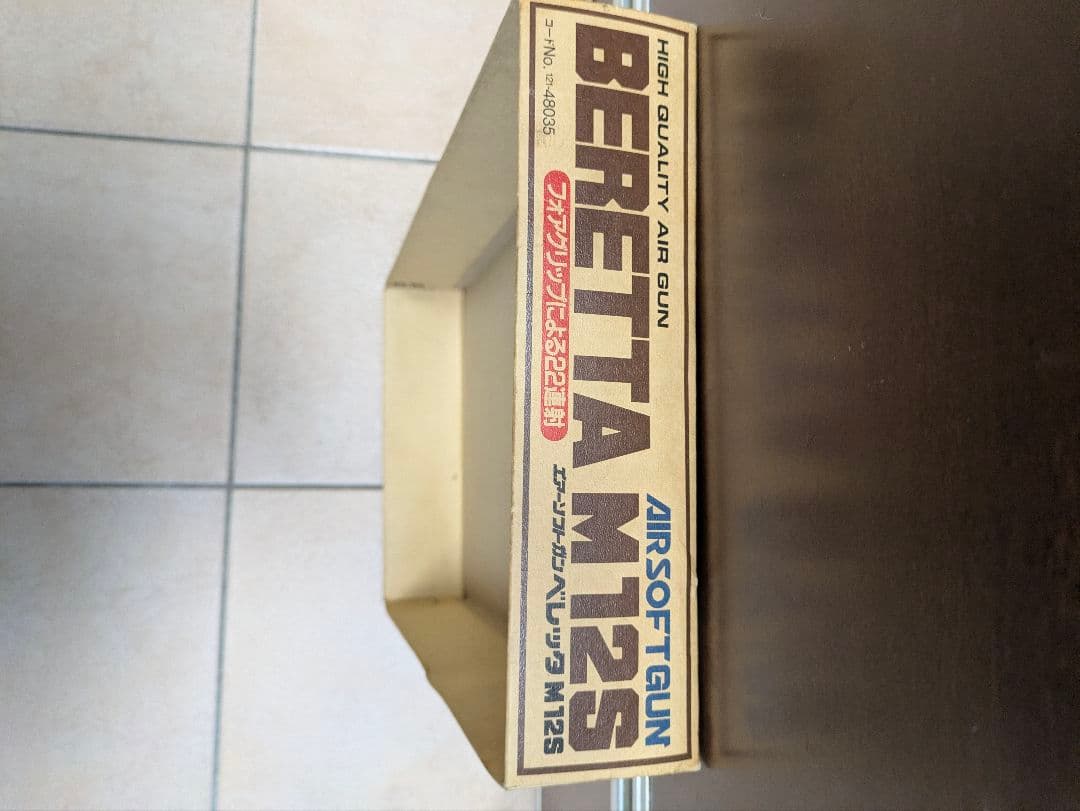 HIGH QUALITY AIR GUN
AIRSOFT GUN
BERETTA M12S
フォアグリップによる22連射
コードNo. 121-48035
エアーソフトガン ベレッタ M12S